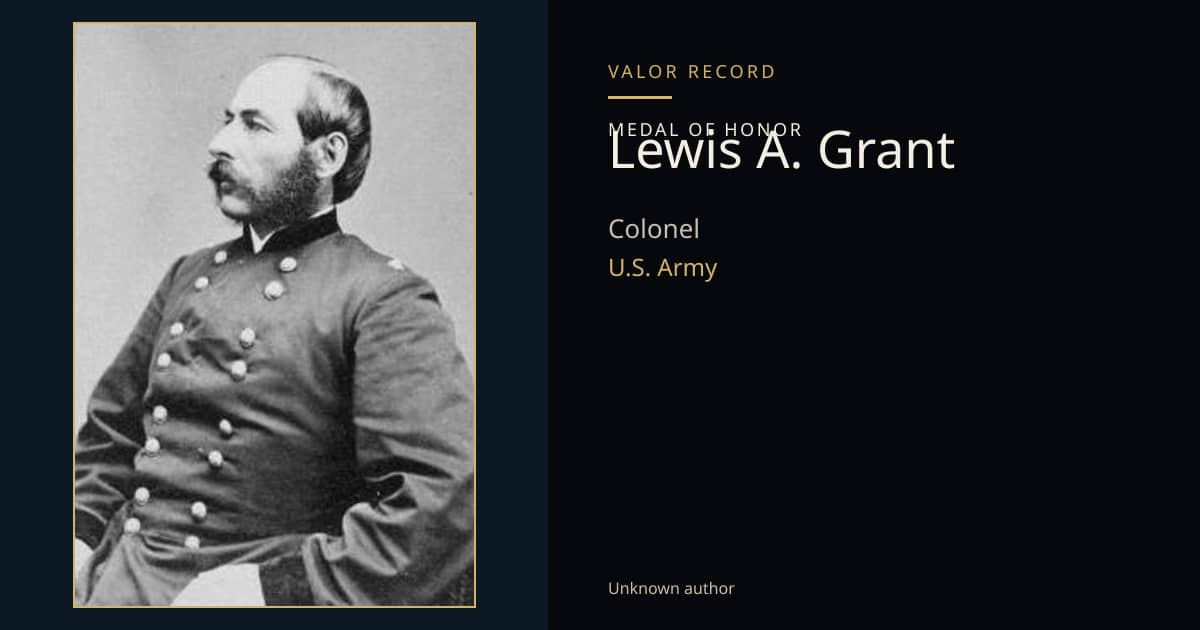 VALOR RECORD
MEDAL OF HONOR
Lewis A. Grant
Colonel
U.S. Army
Unknown author